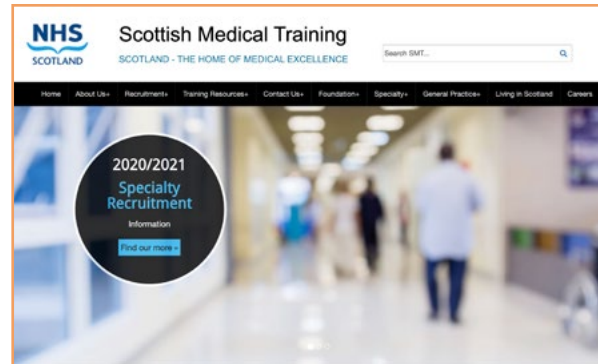 NHS
SCOTLAND
Scottish Medical Training
SCOTLAND - THE HOME OF MEDICAL EXCELLENCE
Search SMT...
Home About Us+ Recruitment+ Training Resources+ Contact Us+ Foundation+ Specialty+ General Practice+ Living in Scotland Careers
2020/2021
Specialty
Recruitment
Information
Find our more »